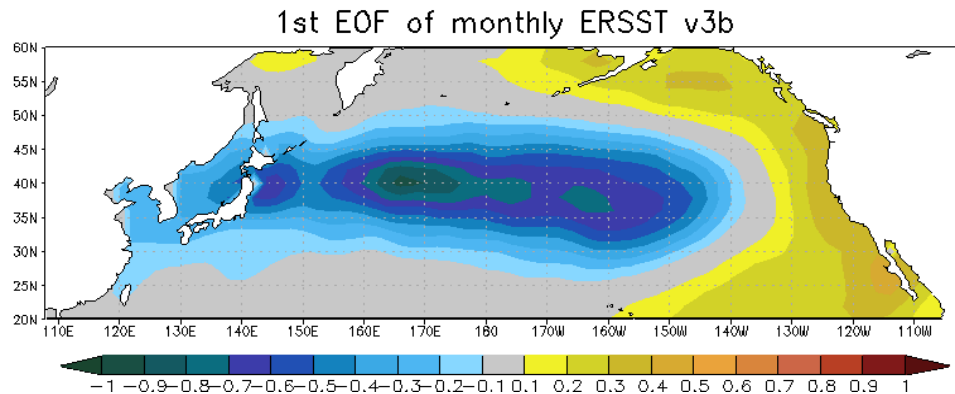 1st EOF of monthly ERSST v3b
60N
55N
50N
45N
40N
35N
30N
25N
20N
110E 120E 130E 140E 150E 160E 170E 180 170W 160W 150W 140W 130W 120W 110W
-1 -0.9 -0.8 -0.7 -0.6 -0.5 -0.4 -0.3 -0.2 -0.1 0.1 0.2 0.3 0.4 0.5 0.6 0.7 0.8 0.9 1